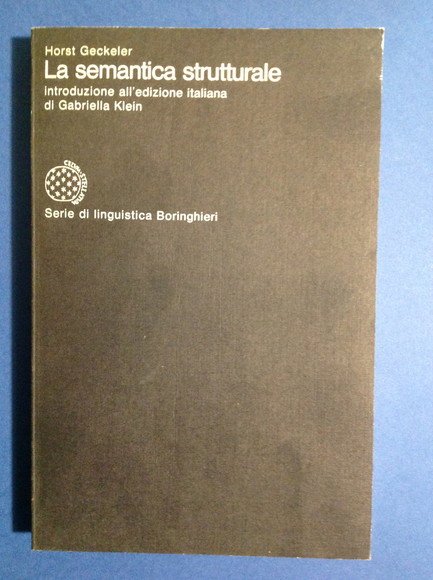 Horst Geckeler
La semantica strutturale
introduzione all'edizione italiana
di Gabriella Klein
Serie di linguistica Boringhieri